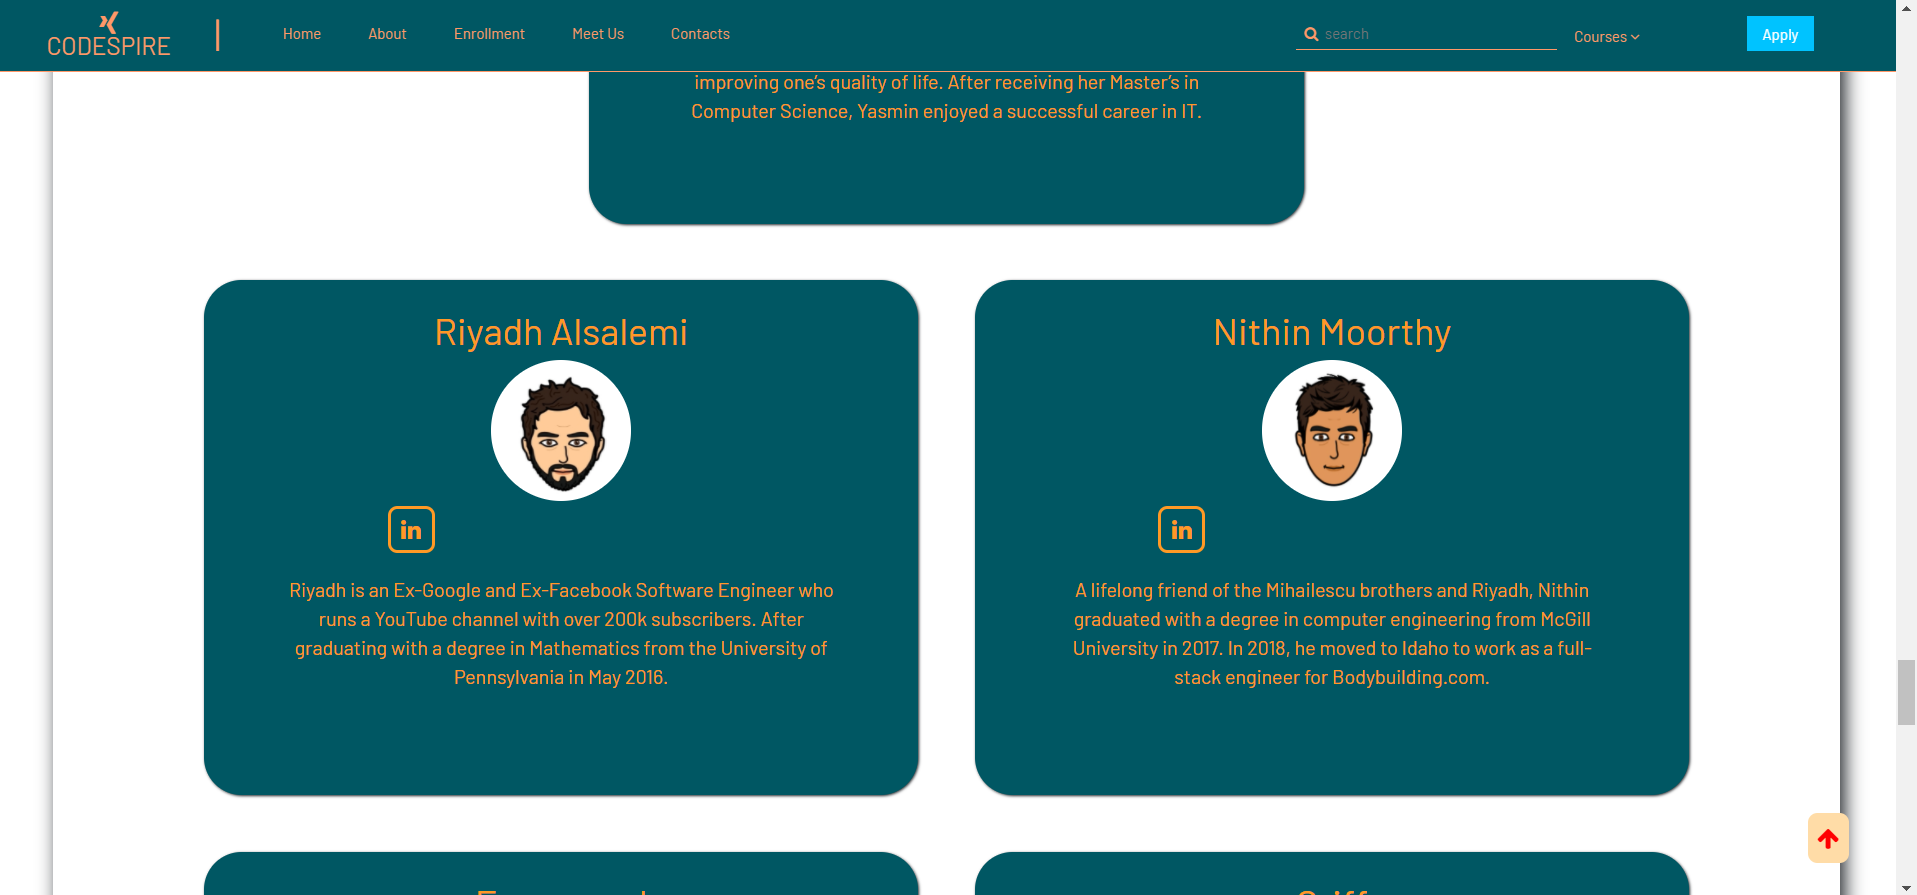 CODESPIRE
Home About Enrollment Meet Us Contacts
search
Courses
Apply
improving one's quality of life. After receiving her Master's in
Computer Science, Yasmin enjoyed a successful career in IT.
Riyadh Alsalemi
in
Riyadh is an Ex-Google and Ex-Facebook Software Engineer who
runs a YouTube channel with over 200k subscribers. After
graduating with a degree in Mathematics from the University of
Pennsylvania in May 2016.
Nithin Moorthy
in
A lifelong friend of the Mihailescu brothers and Riyadh, Nithin
graduated with a degree in computer engineering from McGill
University in 2017. In 2018, he moved to Idaho to work as a full-
stack engineer for Bodybuilding.com.